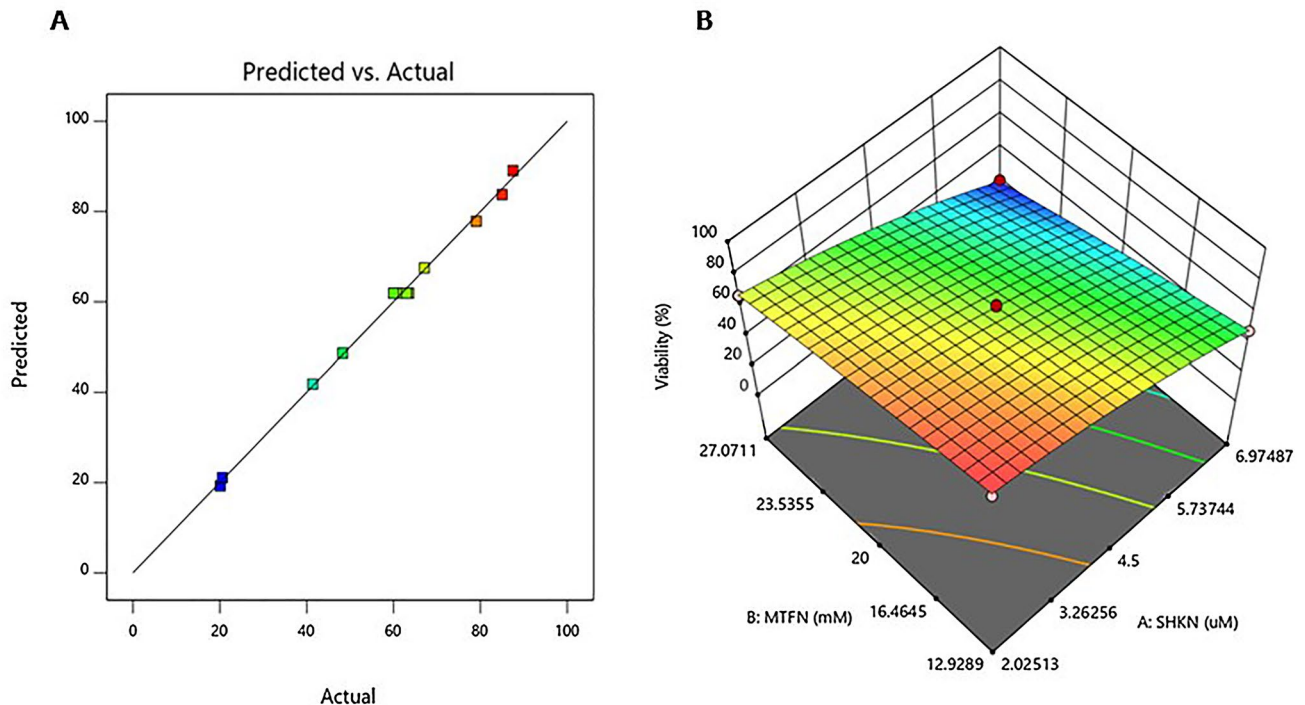 A
Predicted vs. Actual
100
80
60
40
20
0
Predicted
0 20 40 60 80 100
Actual
B
100
80
60
40
20
0
Viability (%)
27.0711
23.5355
20
16.4645
12.9289
B: MTFN (mM)
2.02513
3.26256
4.5
5.73744
6.97487
A: SHKN (uM)